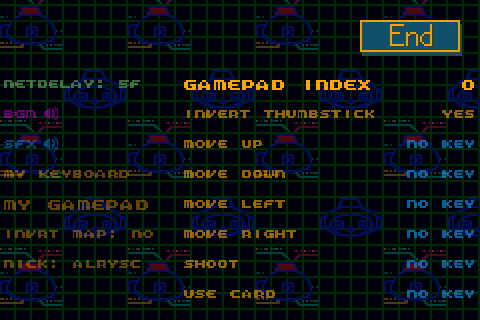 End
NETDELAY: 5F
GAMEPAD INDEX 0
BGM
INVERT THUMBSTICK YES
SFX
MOVE UP NO KEY
MY KEYBOARD
MOVE DOWN NO KEY
MY GAMEPAD
MOVE LEFT NO KEY
INVRT MAP: NO
MOVE RIGHT NO KEY
NICK: ALRYSC
SHOOT NO KEY
USE CARD NO KEY